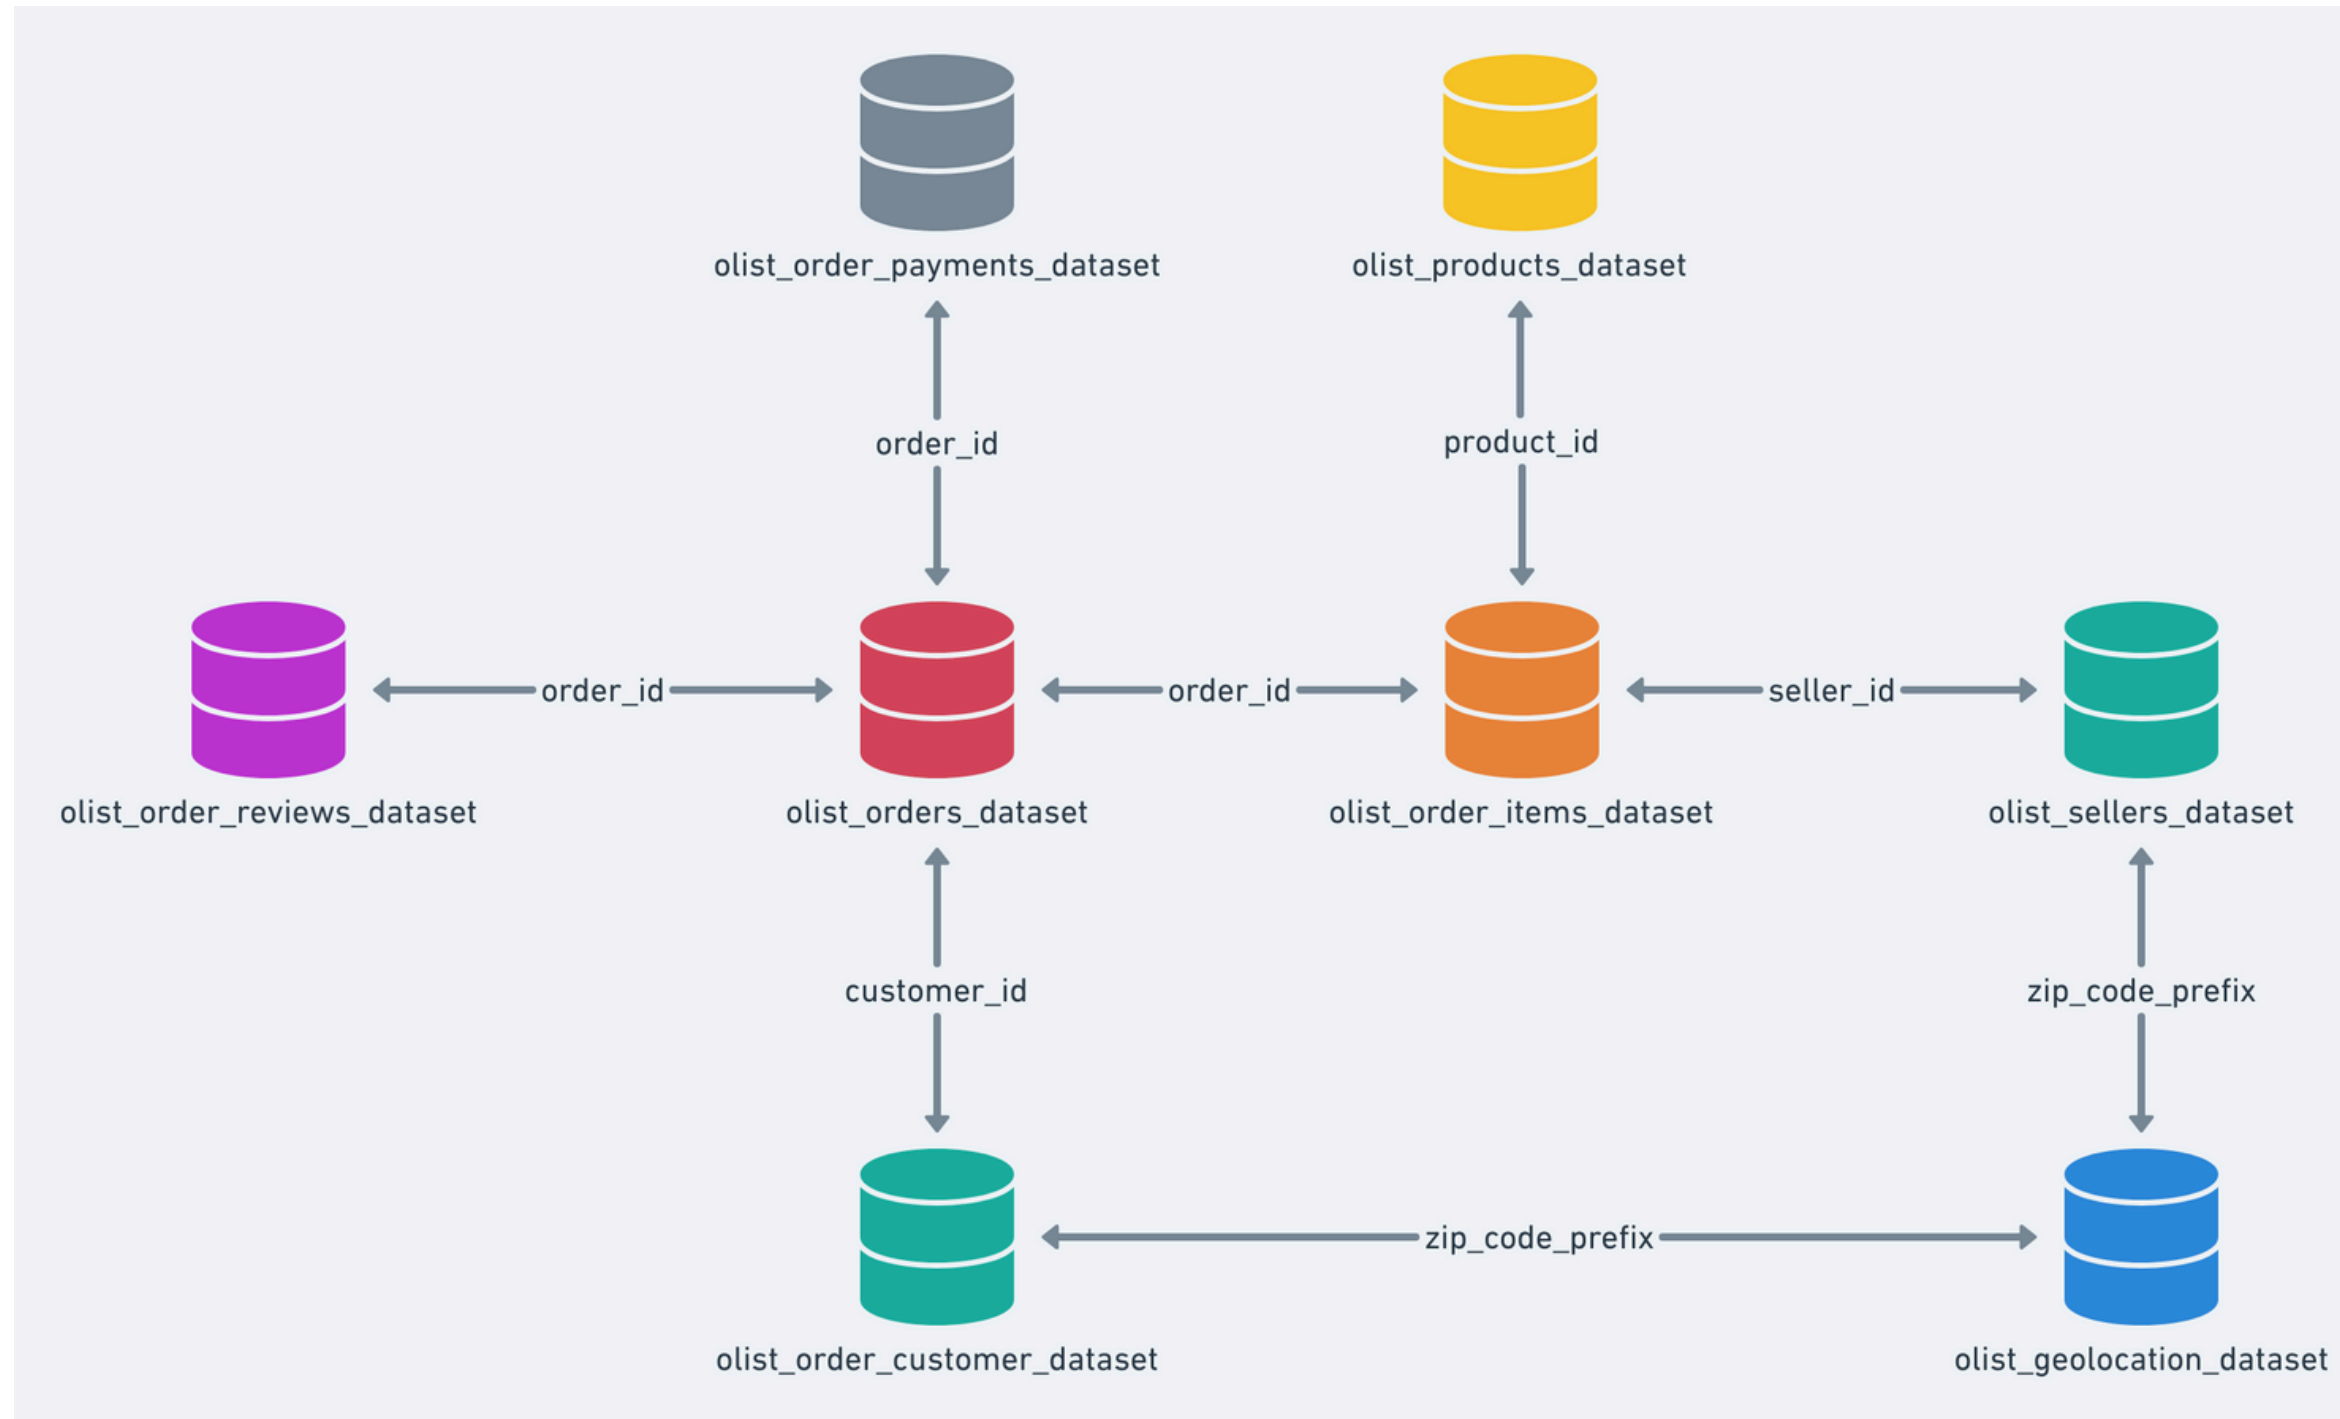 olist_order_payments_dataset
olist_products_dataset
order_id
product_id
order_id
order_id
seller_id
olist_order_reviews_dataset
olist_orders_dataset
olist_order_items_dataset
olist_sellers_dataset
customer_id
zip_code_prefix
zip_code_prefix
olist_order_customer_dataset
olist_geolocation_dataset